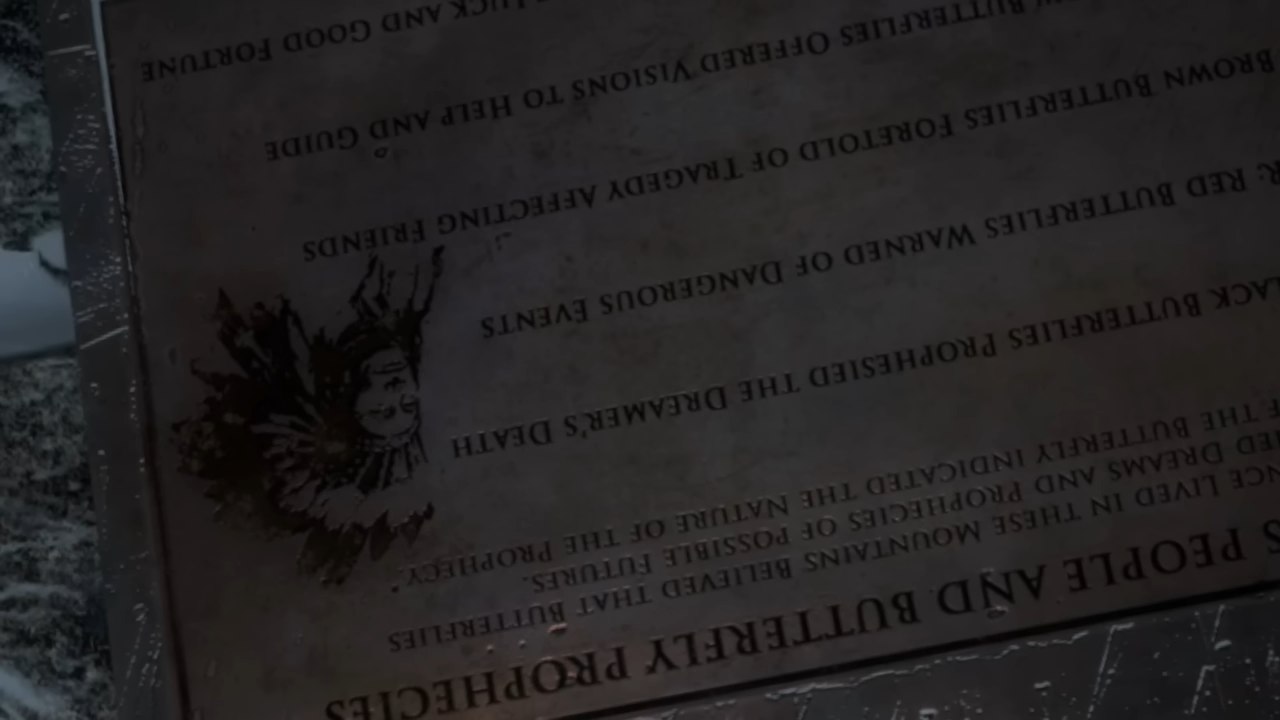 PEOPLE AND BUTTERFLY PROPHECIES
LIVED IN THESE MOUNTAINS BELIEVED THAT BUTTERFLIES
DREAMS AND PROPHECIES OF POSSIBLE FUTURES.
THE BUTTERFLY INDICATED THE NATURE OF THE PROPHECY.
BUTTERFLIES PROPHESIED THE DREAMER'S DEATH
RED BUTTERFLIES WARNED OF DANGEROUS EVENTS
BROWN BUTTERFLIES FORETOLD OF TRAGEDY AFFECTING FRIENDS
BUTTERFLIES OFFERED VISIONS TO HELP AND GUIDE
LUCK AND GOOD FORTUNE